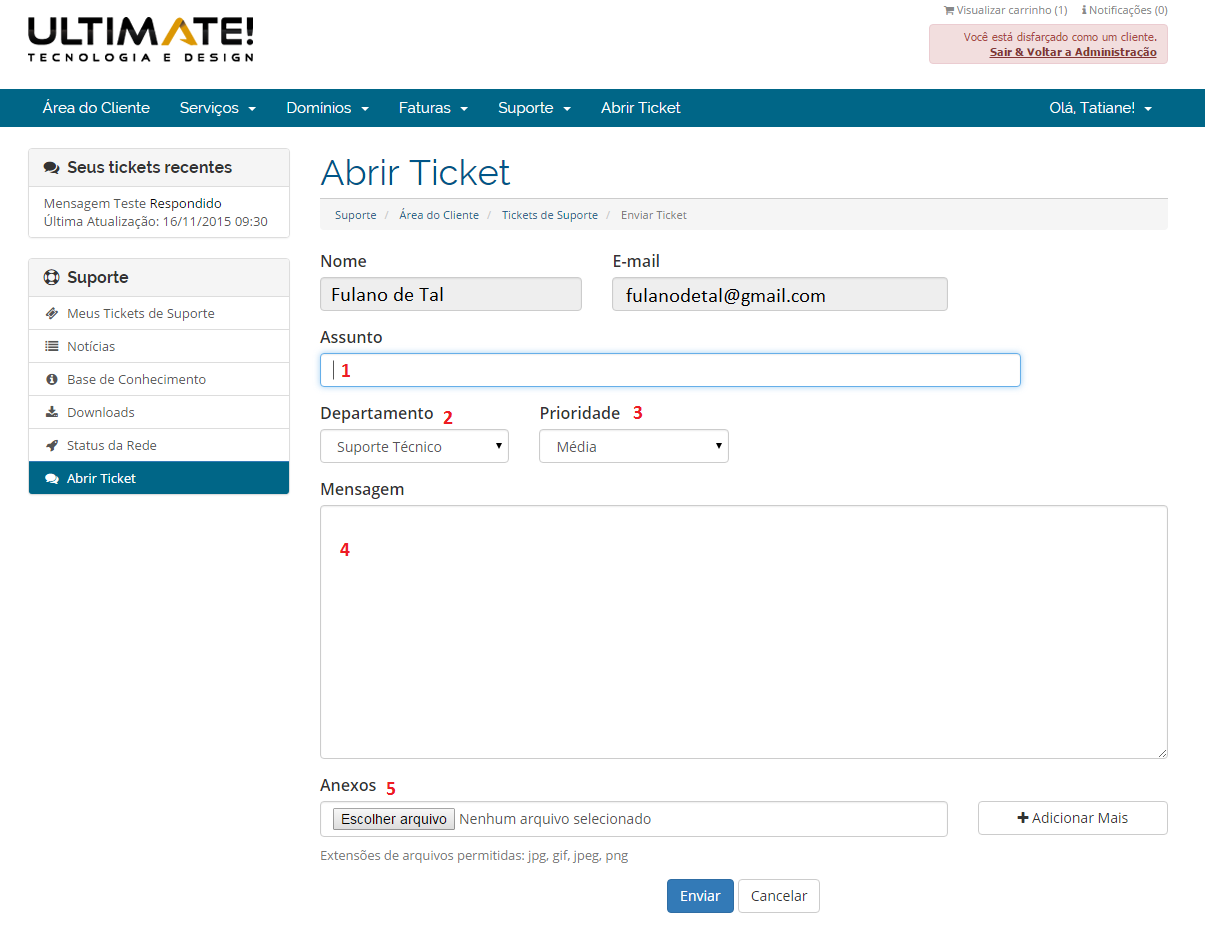 ULTIMATE!
TECNOLOGIA E DESIGN
Visualizar carrinho (1) Notificações (0)
Você está disfarçado como um cliente.
Sair & Voltar a Administração
Área do Cliente Serviços Domínios Faturas Suporte Abrir Ticket Olá, Tatiane!
Seus tickets recentes
Mensagem Teste Respondido
Última Atualização: 16/11/2015 09:30
Suporte
Meus Tickets de Suporte
Notícias
Base de Conhecimento
Downloads
Status da Rede
Abrir Ticket
Abrir Ticket
Suporte / Área do Cliente / Tickets de Suporte / Enviar Ticket
Nome E-mail
Fulano de Tal fulanodetal@gmail.com
Assunto
1
Departamento 2 Prioridade 3
Suporte Técnico Média
Mensagem
4
Anexos 5
Escolher arquivo Nenhum arquivo selecionado Adicionar Mais
Extensões de arquivos permitidas: jpg, gif, jpeg, png
Enviar Cancelar